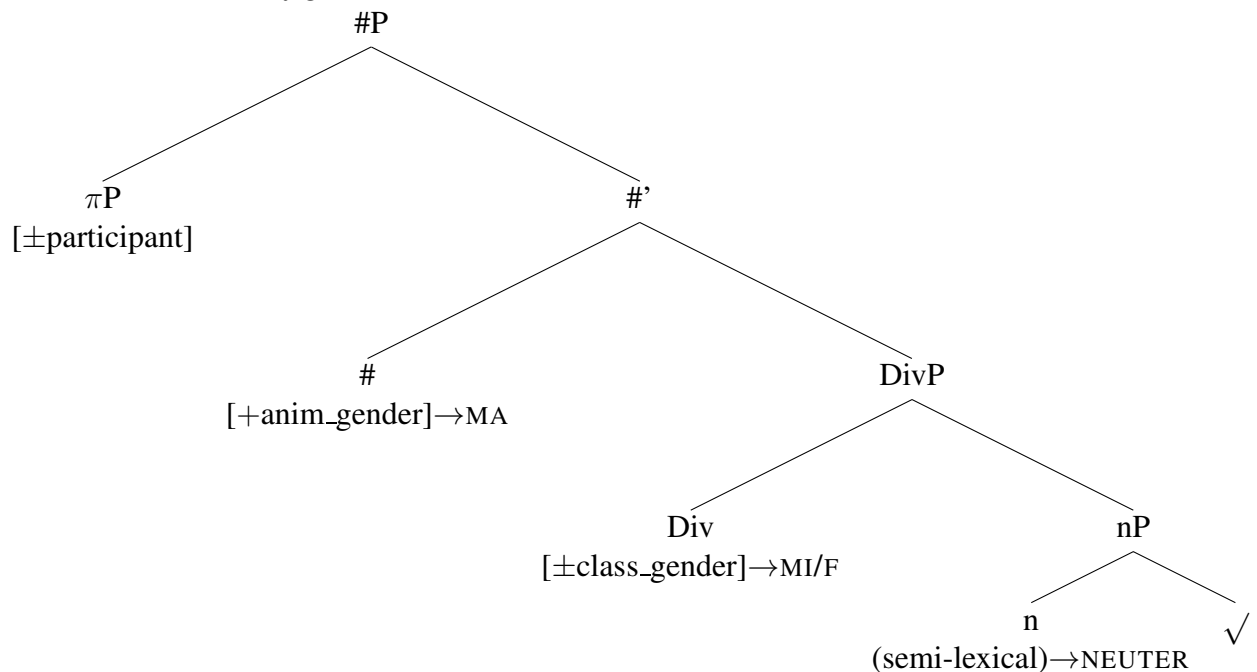 #P
πP #’
[±participant]
# DivP
[+anim_gender]→MA
Div nP
[±class_gender]→MI/F
n √
(semi-lexical)→NEUTER